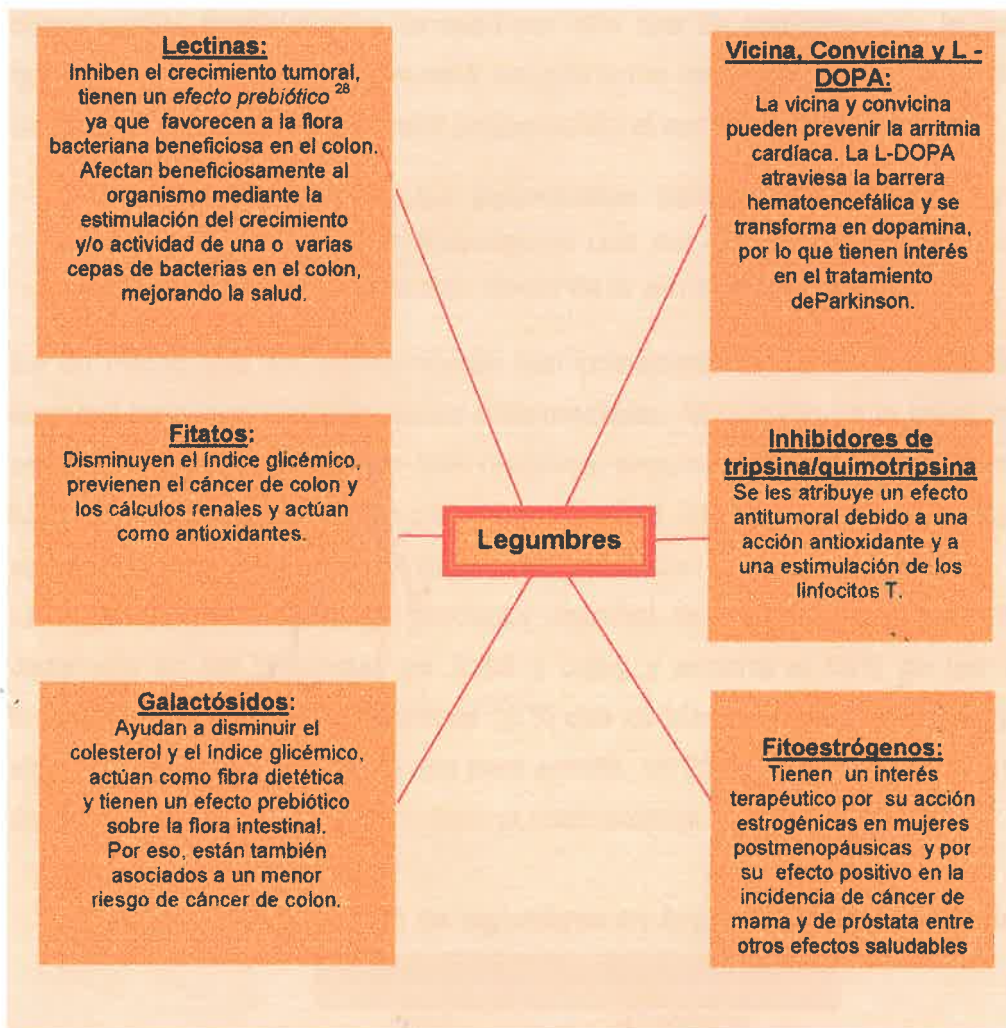 Lectinas:
Inhiben el crecimiento tumoral,
tienen un efecto prebiótico 28
ya que favorecen a la flora
bacteriana beneficiosa en el colon.
Afectan beneficiosamente al
organismo mediante la
estimulación del crecimiento
y/o actividad de una o varias
cepas de bacterias en el colon,
mejorando la salud.
Vicina, Convicina y L -
DOPA:
La vicina y convicina
pueden prevenir la arritmia
cardíaca. La L-DOPA
atraviesa la barrera
hematoencefálica y se
transforma en dopamina,
por lo que tienen interés
en el tratamiento
deParkinson.
Fitatos:
Disminuyen el índice glicémico,
previenen el cáncer de colon y
los cálculos renales y actúan
como antioxidantes.
Legumbres
Inhibidores de
tripsina/quimotripsina
Se les atribuye un efecto
antitumoral debido a una
acción antioxidante y a
una estimulación de los
linfocitos T.
Galactósidos:
Ayudan a disminuir el
colesterol y el índice glicémico,
actúan como fibra dietética
y tienen un efecto prebiótico
sobre la flora intestinal.
Por eso, están también
asociados a un menor
riesgo de cáncer de colon.
Fitoestrógenos:
Tienen un interés
terapéutico por su acción
estrogénicas en mujeres
postmenopáusicas y por
su efecto positivo en la
incidencia de cáncer de
mama y de próstata entre
otros efectos saludables